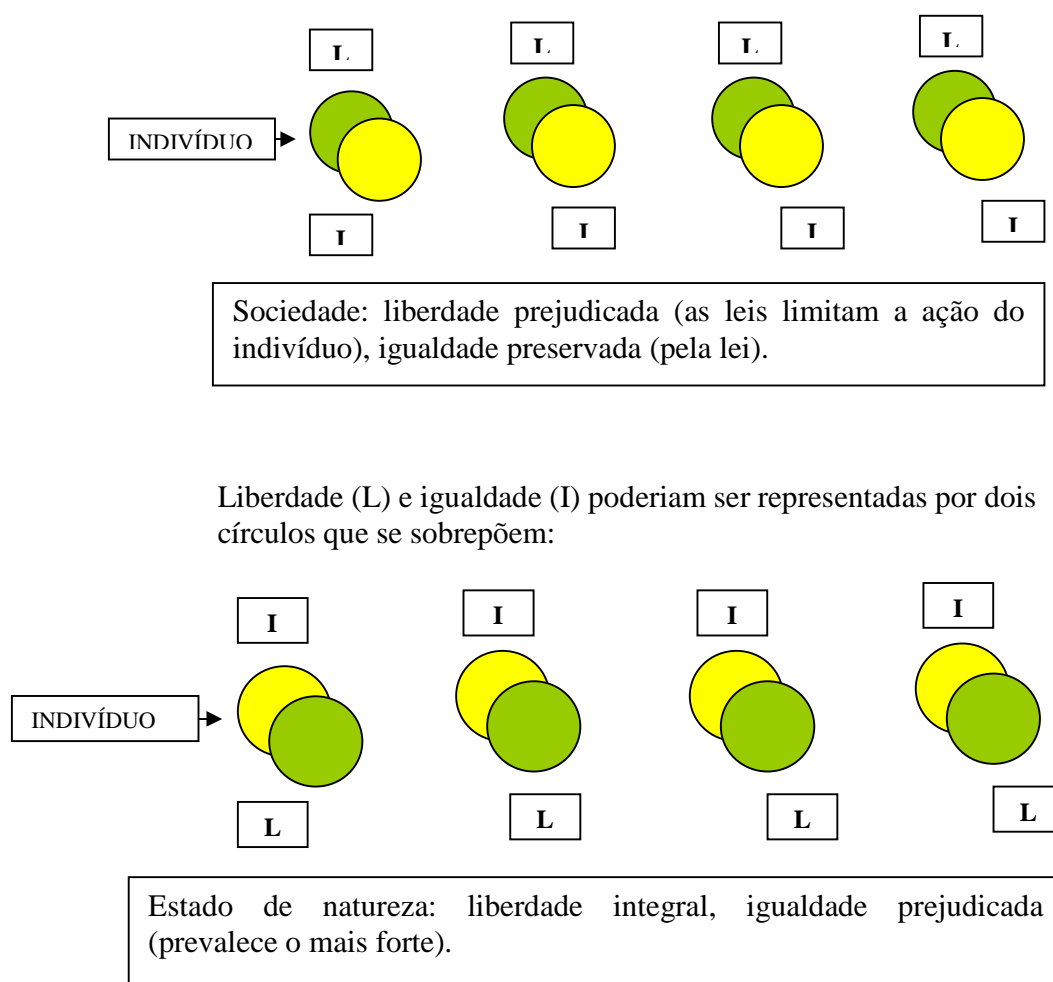 L L L L
INDIVÍDUO
I I I I
Sociedade: liberdade prejudicada (as leis limitam a ação do
indivíduo), igualdade preservada (pela lei).
Liberdade (L) e igualdade (I) poderiam ser representadas por dois
círculos que se sobrepõem:
I I I I
INDIVÍDUO
L L L L
Estado de natureza: liberdade integral, igualdade prejudicada
(prevalece o mais forte).